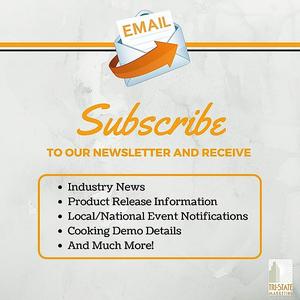 EMAIL
Subscribe
TO OUR NEWSLETTER AND RECEIVE
• Industry News
• Product Release Information
• Local/National Event Notifications
• Cooking Demo Details
• And Much More!
TRI-STATE
MARKETING